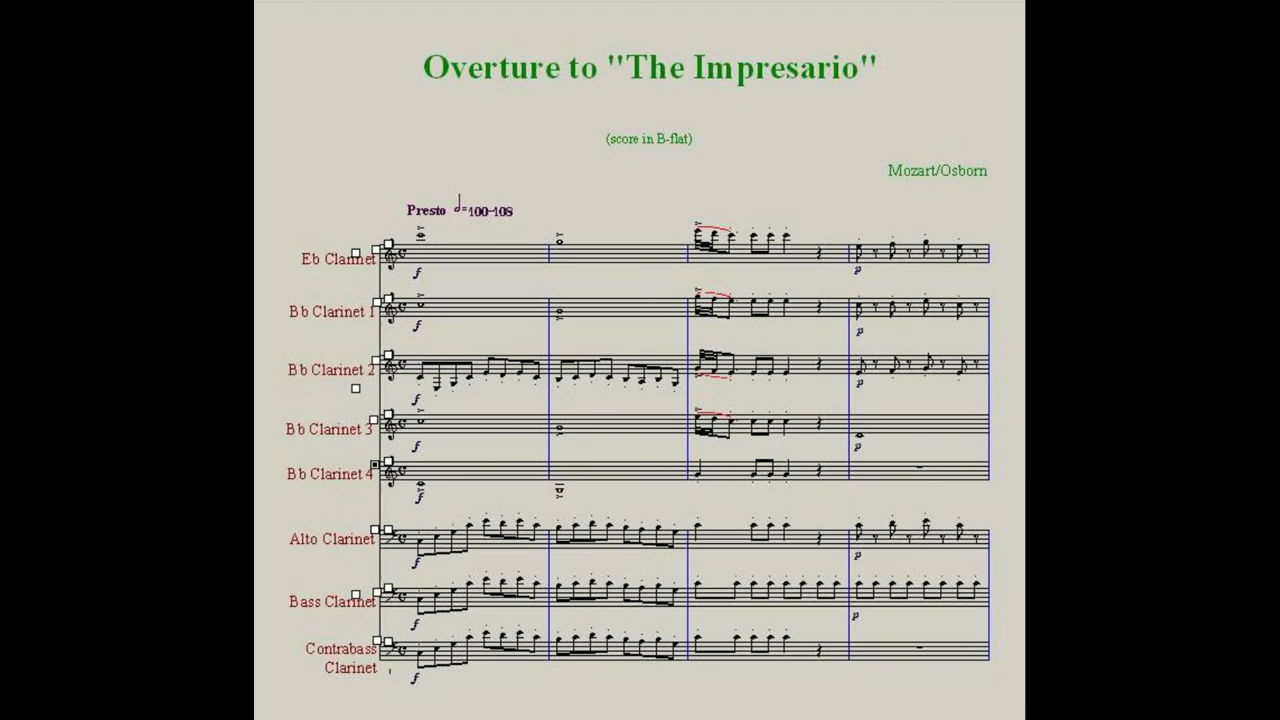 Overture to "The Impresario"
(score in B-flat)
Mozart/Osborn
Presto 𝅗𝅥=100-108
Eb Clarinet
f
p
Bb Clarinet 1
f
p
Bb Clarinet 2
f
p
Bb Clarinet 3
f
p
Bb Clarinet 4
f
Alto Clarinet
f
p
Bass Clarinet
f
p
Contrabass
Clarinet
f